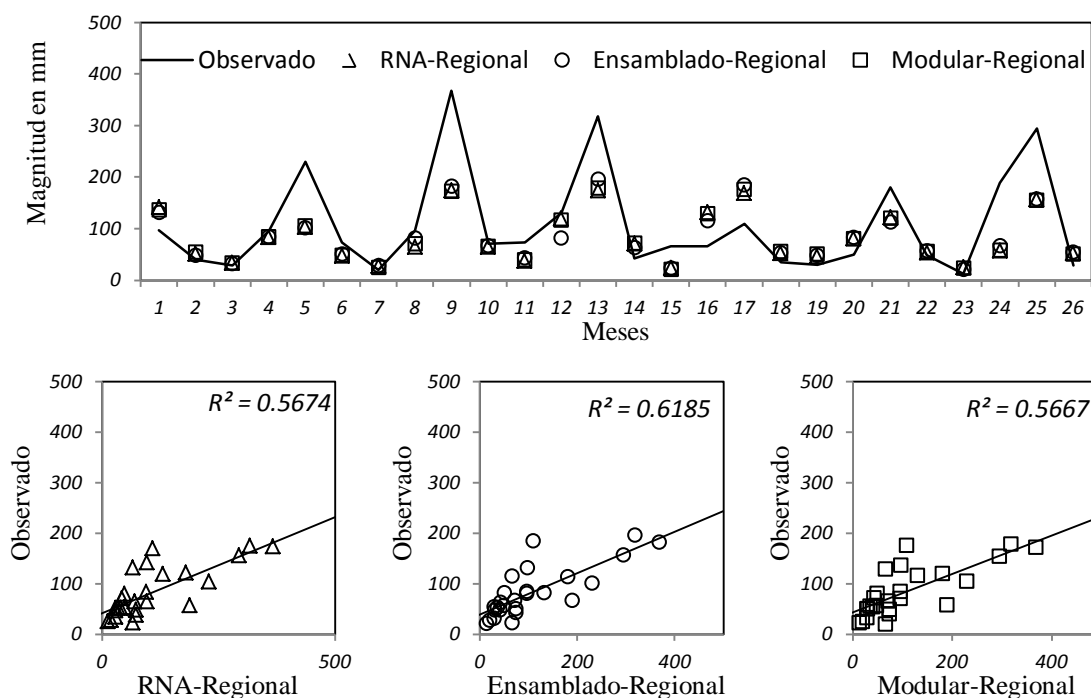 500
400
300
200
100
0
Magnitud en mm
Observado RNA-Regional Ensamblado-Regional Modular-Regional
1 2 3 4 5 6 7 8 9 10 11 12 13 14 15 16 17 18 19 20 21 22 23 24 25 26
Meses
500
400
300
200
100
0
Observado
R² = 0.5674
0 500
RNA-Regional
500
400
300
200
100
0
Observado
R² = 0.6185
0 200 400
Ensamblado-Regional
500
400
300
200
100
0
Observado
R² = 0.5667
0 200 400
Modular-Regional